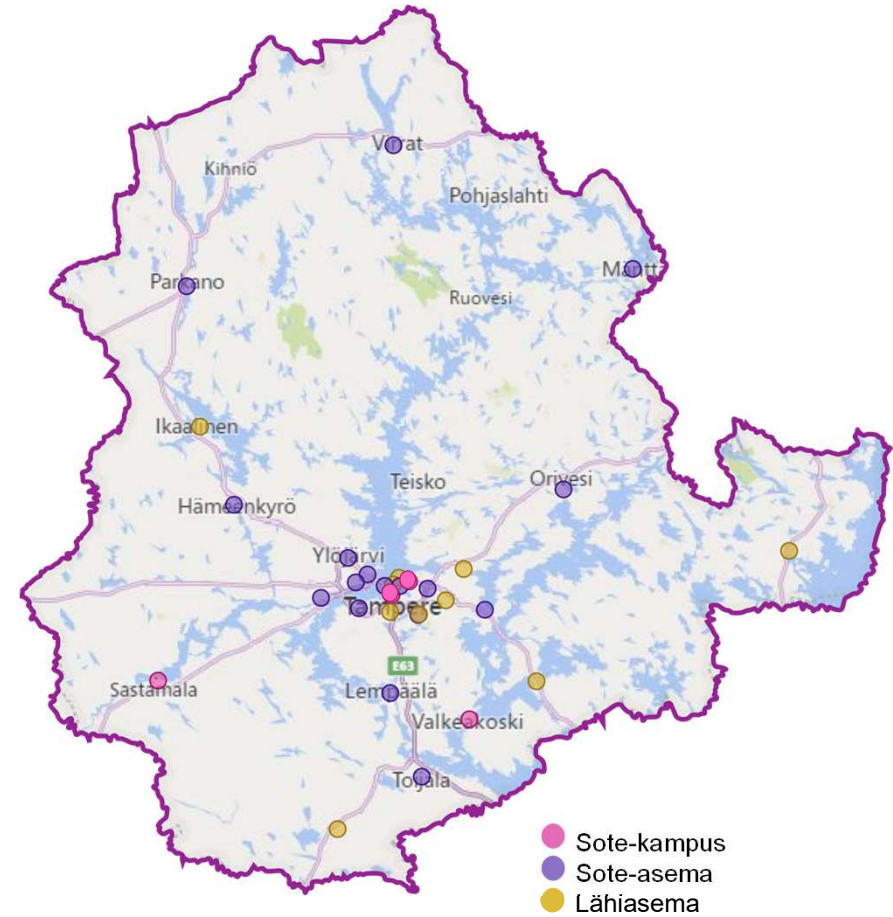 Virrat
Kihniö
Pohjaslahti
Mänttä
Parkano
Ruovesi
Ikaalinen
Teisko
Orivesi
Hämeenkyrö
Ylöjärvi
Tampere
E63
Sastamala
Lempäälä
Valkeakoski
Toijala
Sote-kampus
Sote-asema
Lähiasema